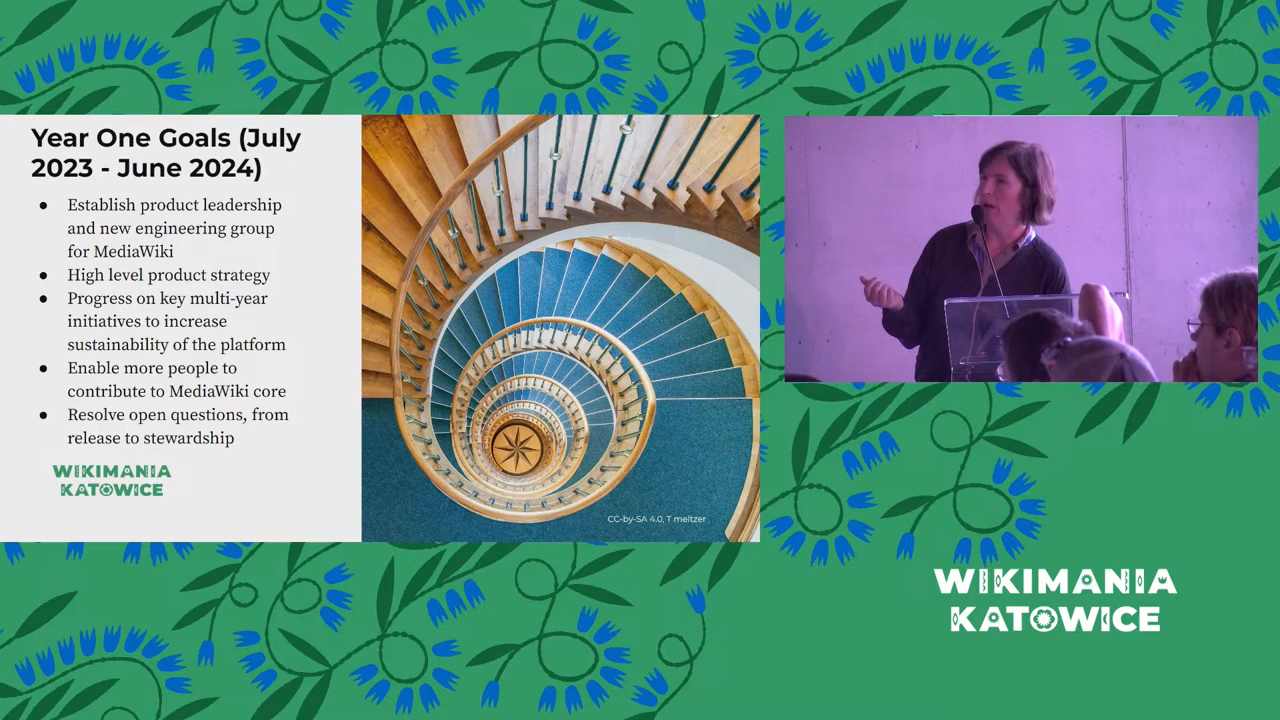 Year One Goals (July
2023 - June 2024)
● Establish product leadership
and new engineering group
for MediaWiki
● High level product strategy
● Progress on key multi-year
initiatives to increase
sustainability of the platform
● Enable more people to
contribute to MediaWiki core
● Resolve open questions, from
release to stewardship
WIKIMANIA
KATOWICE
CC-by-SA 4.0, T meltzer
WIKIMANIA
KATOWICE